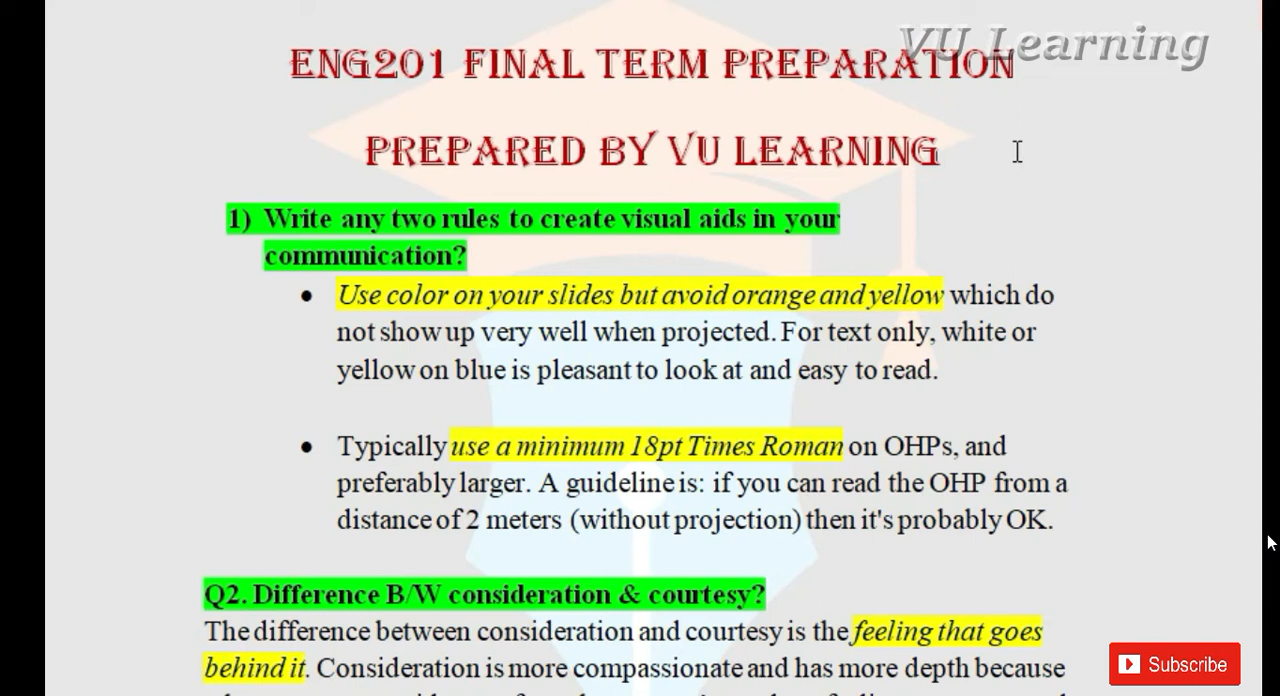 VU Learning
ENG201 FINAL TERM PREPARATION
PREPARED BY VU LEARNING
1) Write any two rules to create visual aids in your
communication?
• Use color on your slides but avoid orange and yellow which do
not show up very well when projected. For text only, white or
yellow on blue is pleasant to look at and easy to read.
• Typically use a minimum 18pt Times Roman on OHPs, and
preferably larger. A guideline is: if you can read the OHP from a
distance of 2 meters (without projection) then it's probably OK.
Q2. Difference B/W consideration & courtesy?
The difference between consideration and courtesy is the feeling that goes
behind it. Consideration is more compassionate and has more depth because
Subscribe